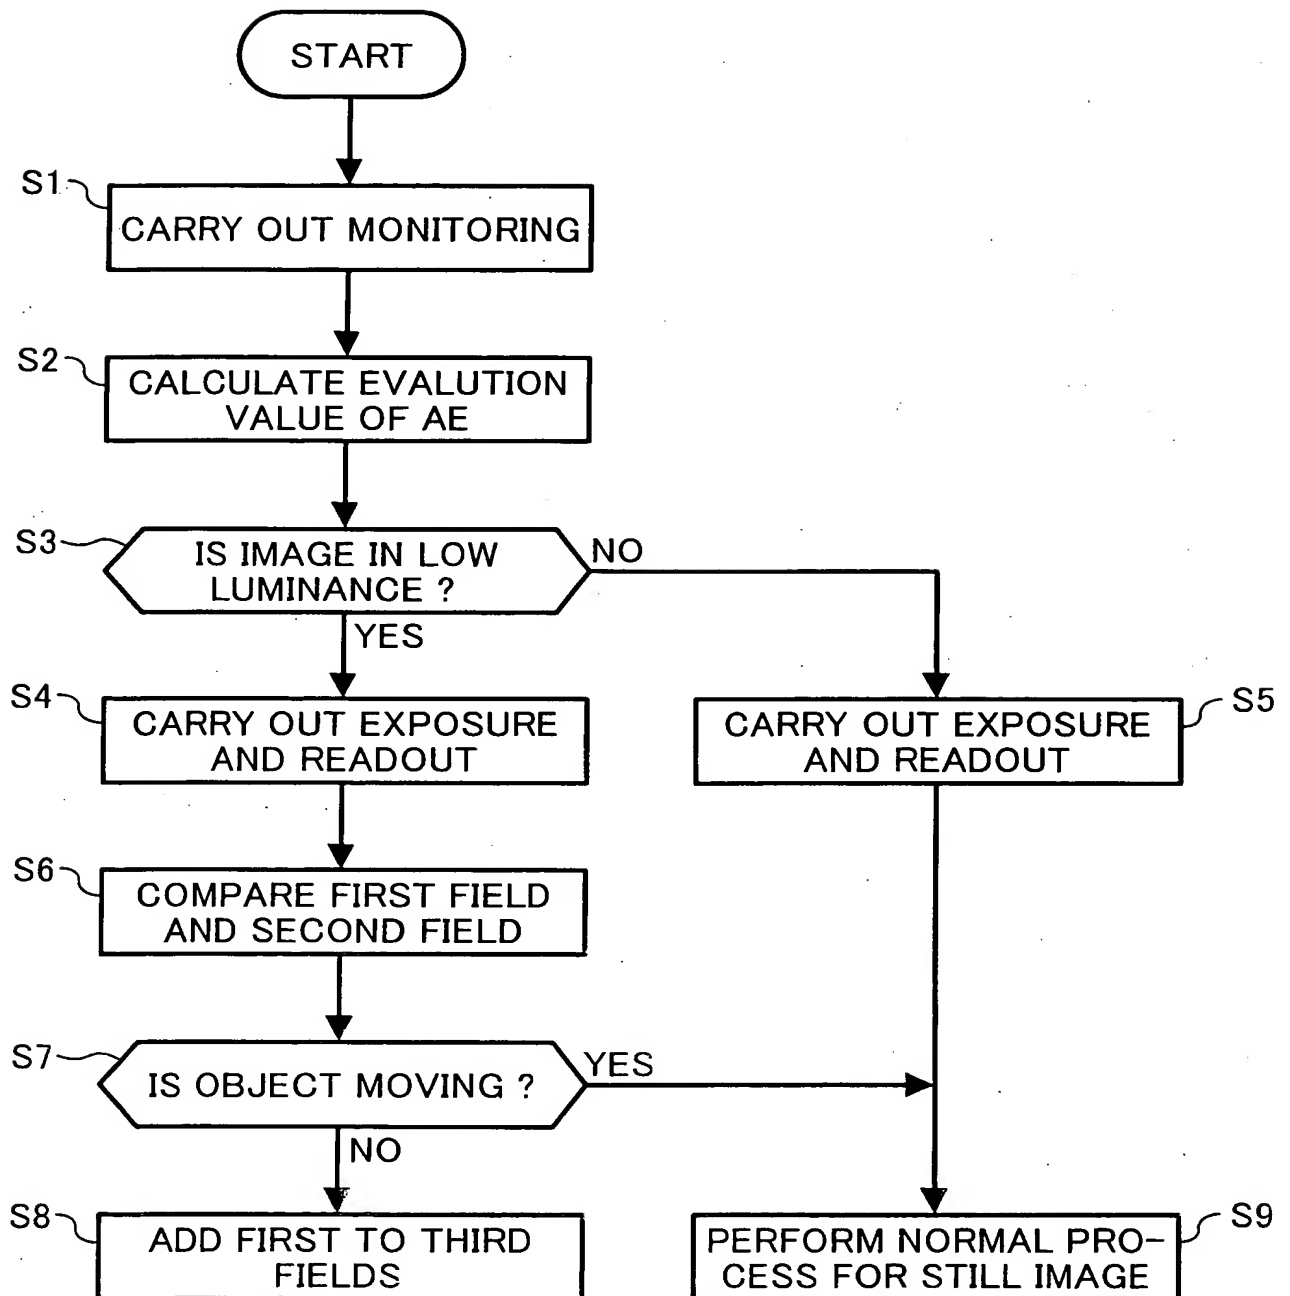 START
S1
CARRY OUT MONITORING
S2
CALCULATE EVALUTION
VALUE OF AE
S3
IS IMAGE IN LOW
LUMINANCE ?
NO
YES
S4
CARRY OUT EXPOSURE
AND READOUT
CARRY OUT EXPOSURE
AND READOUT
S5
S6
COMPARE FIRST FIELD
AND SECOND FIELD
S7
IS OBJECT MOVING ?
YES
NO
S8
ADD FIRST TO THIRD
FIELDS
PERFORM NORMAL PRO-
CESS FOR STILL IMAGE
S9